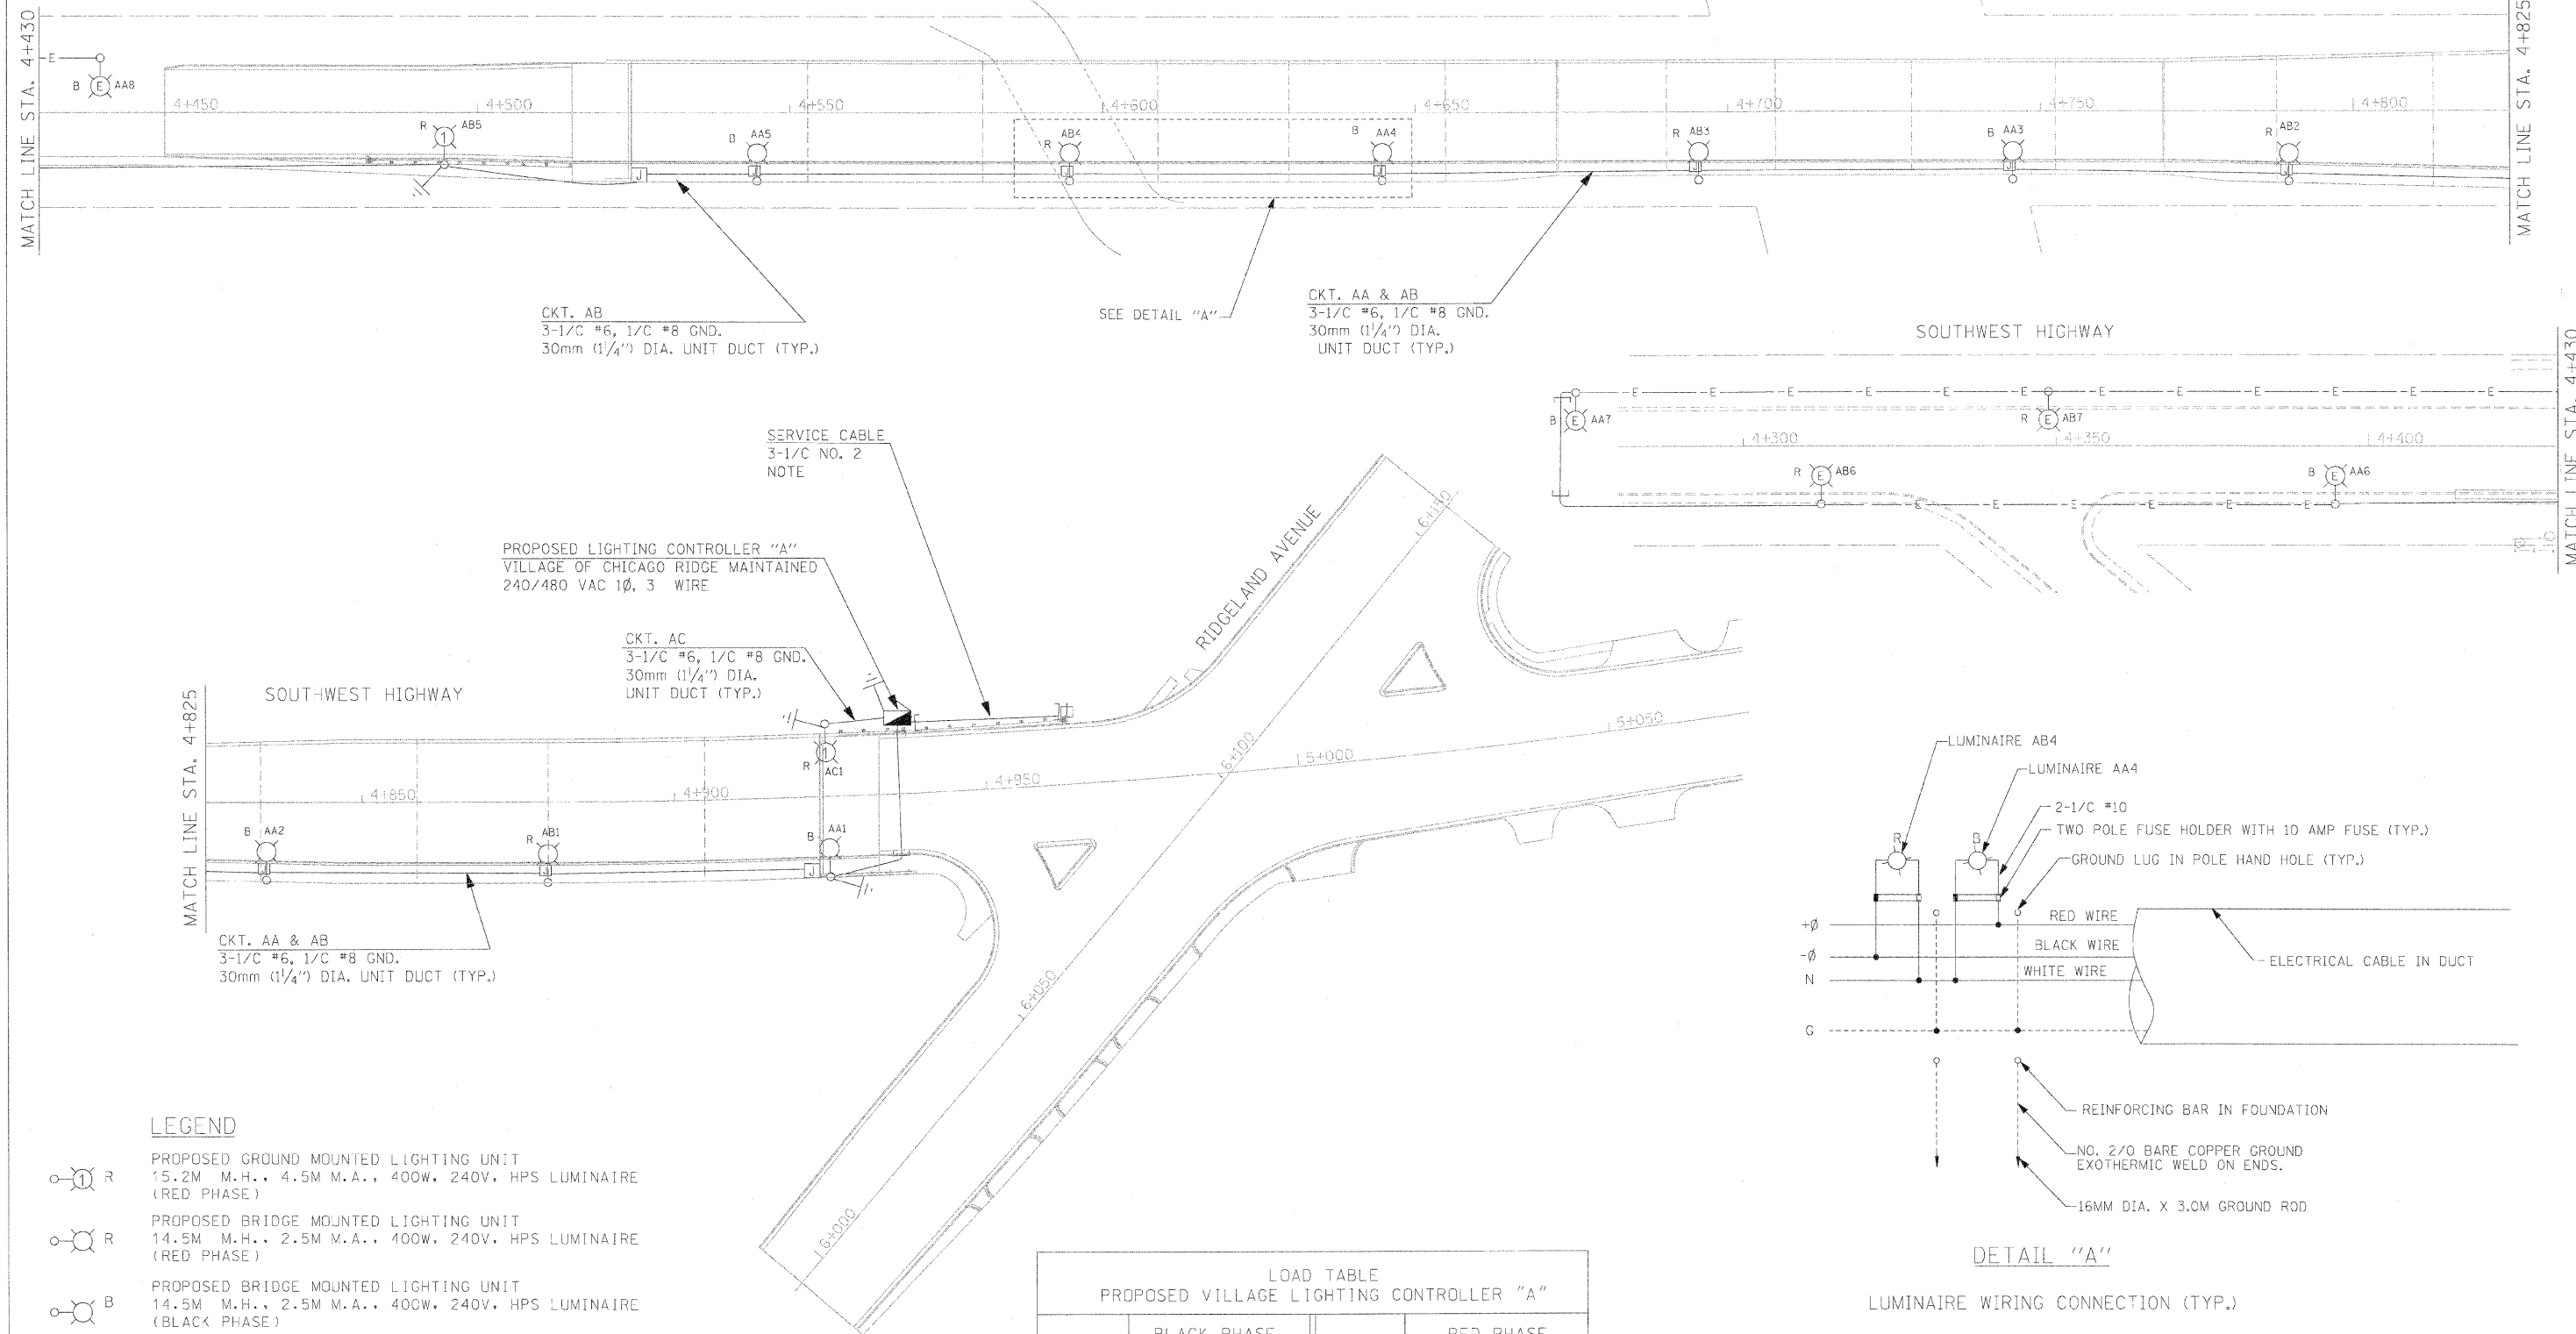 MATCH LINE STA. 4+430
E
B E AA8
4+450
4+500
4+550
4+600
4+650
4+700
4+750
4+800
R 1 AB5
B AA5
R AB4
B AA4
R AB3
B AA3
R AB2
J
J
J
J
J
J
J
MATCH LINE STA. 4+825
CKT. AB
3-1/C #6, 1/C #8 GND.
30mm (1 1/4") DIA. UNIT DUCT (TYP.)
SEE DETAIL "A"
CKT. AA & AB
3-1/C #6, 1/C #8 GND.
30mm (1 1/4") DIA.
UNIT DUCT (TYP.)
SOUTHWEST HIGHWAY
E E E E E E E E E E E E
B E AA7
R E AB7
4+300
4+350
4+400
R E AB6
B E AA6
E E E E E E
MATCH LINE STA. 4+430
SERVICE CABLE
3-1/C NO. 2
NOTE
PROPOSED LIGHTING CONTROLLER "A"
VILLAGE OF CHICAGO RIDGE MAINTAINED
240/480 VAC 1Ø, 3 WIRE
CKT. AC
3-1/C #6, 1/C #8 GND.
30mm (1 1/4") DIA.
UNIT DUCT (TYP.)
RIDGELAND AVENUE
6+150
SOUTHWEST HIGHWAY
MATCH LINE STA. 4+825
R 1 AC1
4+850
4+900
4+950
5+000
5+050
6+100
B AA2
R AB1
B AA1
J
J
J
CKT. AA & AB
3-1/C #6, 1/C #8 GND.
30mm (1 1/4") DIA. UNIT DUCT (TYP.)
6+050
6+000
LUMINAIRE AB4
LUMINAIRE AA4
2-1/C #10
TWO POLE FUSE HOLDER WITH 10 AMP FUSE (TYP.)
GROUND LUG IN POLE HAND HOLE (TYP.)
R
B
+Ø
RED WIRE
-Ø
BLACK WIRE
N
WHITE WIRE
ELECTRICAL CABLE IN DUCT
G
REINFORCING BAR IN FOUNDATION
NO. 2/0 BARE COPPER GROUND
EXOTHERMIC WELD ON ENDS.
16MM DIA. X 3.0M GROUND ROD
DETAIL "A"
LUMINAIRE WIRING CONNECTION (TYP.)
LEGEND
1 R
PROPOSED GROUND MOUNTED LIGHTING UNIT
15.2M M.H., 4.5M M.A., 400W, 240V, HPS LUMINAIRE
(RED PHASE)
R
PROPOSED BRIDGE MOUNTED LIGHTING UNIT
14.5M M.H., 2.5M M.A., 400W, 240V, HPS LUMINAIRE
(RED PHASE)
B
PROPOSED BRIDGE MOUNTED LIGHTING UNIT
14.5M M.H., 2.5M M.A., 400W, 240V, HPS LUMINAIRE
(BLACK PHASE)
LOAD TABLE
PROPOSED VILLAGE LIGHTING CONTROLLER "A"
BLACK PHASE
RED PHASE